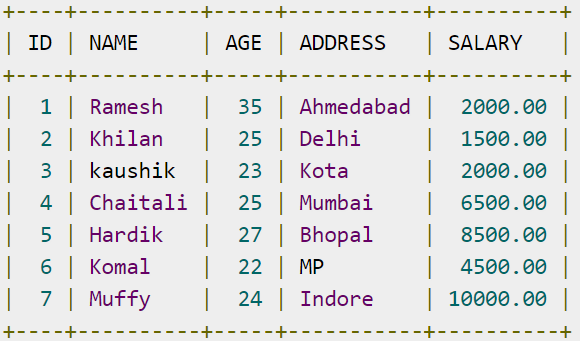 +----+----------+-----+-----------+----------+
| ID | NAME     | AGE | ADDRESS   | SALARY   |
+----+----------+-----+-----------+----------+
|  1 | Ramesh   |  35 | Ahmedabad |  2000.00 |
|  2 | Khilan   |  25 | Delhi     |  1500.00 |
|  3 | kaushik  |  23 | Kota      |  2000.00 |
|  4 | Chaitali |  25 | Mumbai    |  6500.00 |
|  5 | Hardik   |  27 | Bhopal    |  8500.00 |
|  6 | Komal    |  22 | MP        |  4500.00 |
|  7 | Muffy    |  24 | Indore    | 10000.00 |
+----+----------+-----+-----------+----------+